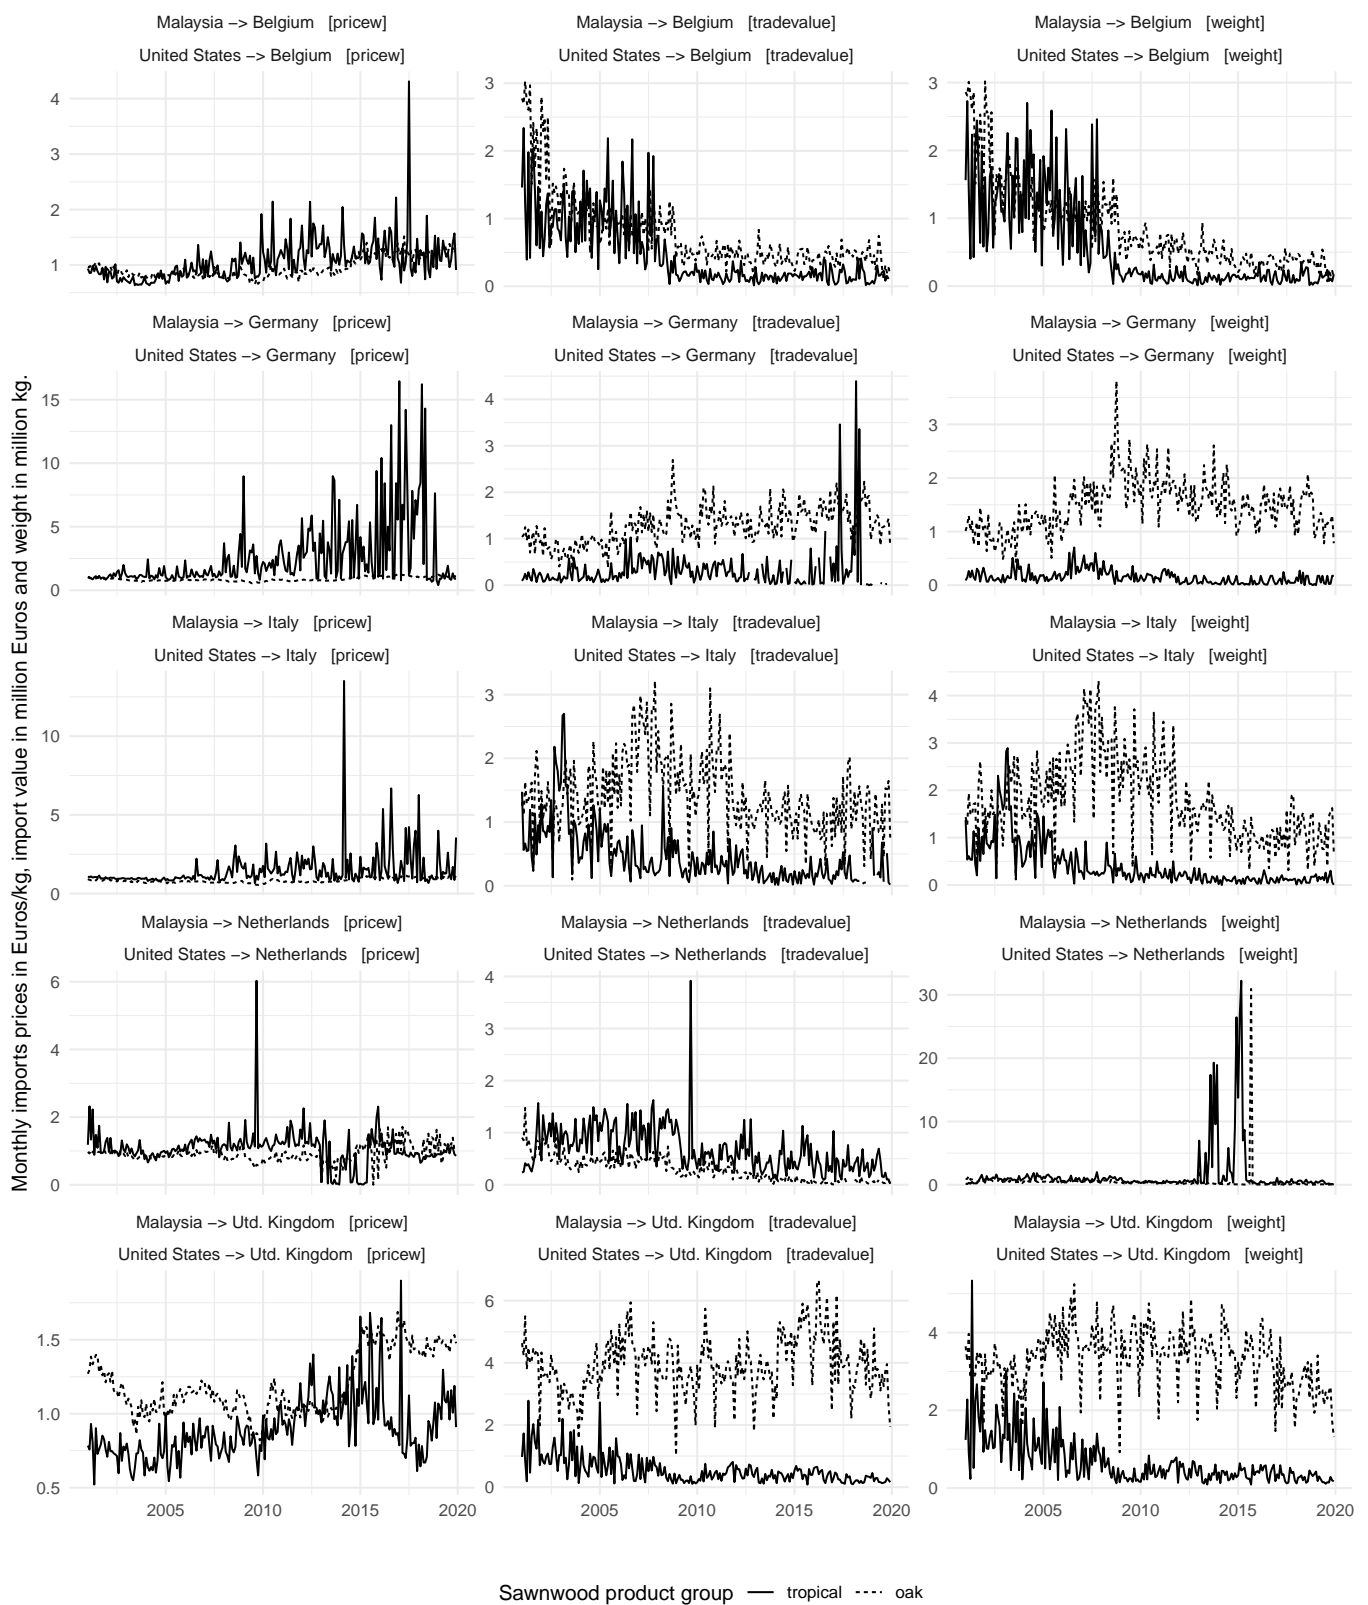 Malaysia −> Belgium [pricew]
Malaysia −> Belgium [tradevalue]
Malaysia −> Belgium [weight]
United States −> Belgium [pricew]
United States −> Belgium [tradevalue]
United States −> Belgium [weight]
4
3
2
1
3
2
1
0
3
2
1
0
Malaysia −> Germany [pricew]
Malaysia −> Germany [tradevalue]
Malaysia −> Germany [weight]
United States −> Germany [pricew]
United States −> Germany [tradevalue]
United States −> Germany [weight]
15
10
5
0
4
3
2
1
0
3
2
1
0
Monthly imports prices in Euros/kg, import value in million Euros and weight in million kg.
Malaysia −> Italy [pricew]
Malaysia −> Italy [tradevalue]
Malaysia −> Italy [weight]
United States −> Italy [pricew]
United States −> Italy [tradevalue]
United States −> Italy [weight]
10
5
0
3
2
1
0
4
3
2
1
0
Malaysia −> Netherlands [pricew]
Malaysia −> Netherlands [tradevalue]
Malaysia −> Netherlands [weight]
United States −> Netherlands [pricew]
United States −> Netherlands [tradevalue]
United States −> Netherlands [weight]
6
4
2
0
4
3
2
1
0
30
20
10
0
Malaysia −> Utd. Kingdom [pricew]
Malaysia −> Utd. Kingdom [tradevalue]
Malaysia −> Utd. Kingdom [weight]
United States −> Utd. Kingdom [pricew]
United States −> Utd. Kingdom [tradevalue]
United States −> Utd. Kingdom [weight]
1.5
1.0
0.5
6
4
2
0
4
2
0
2005 2010 2015 2020
2005 2010 2015 2020
2005 2010 2015 2020
Sawnwood product group tropical oak